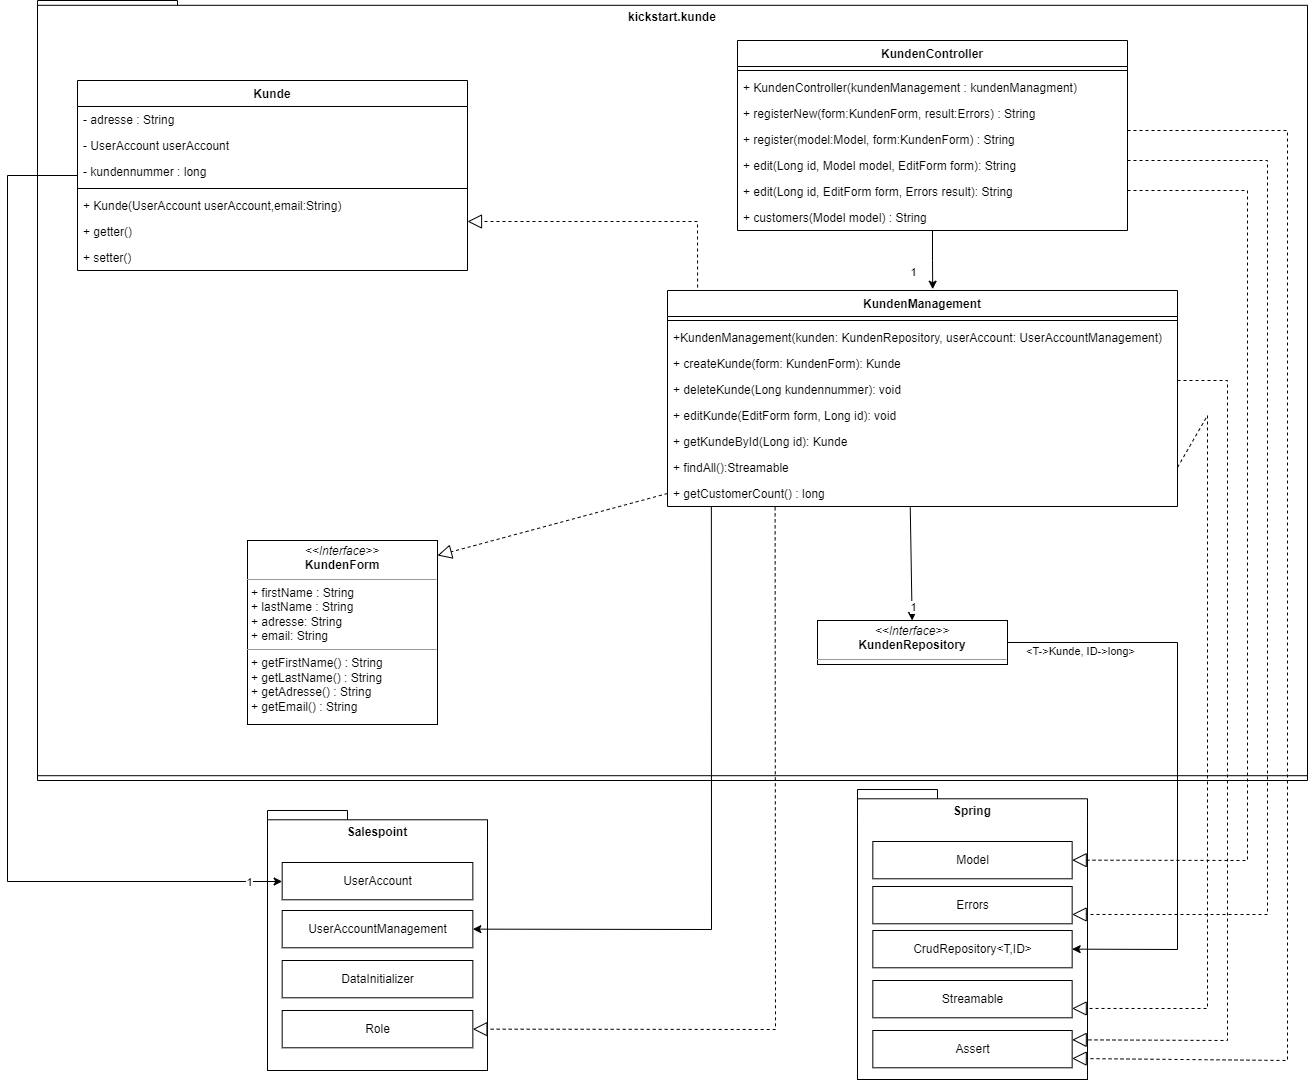 kickstart.kunde
KundenController
+ KundenController(kundenManagement : kundenManagment)
+ registerNew(form:KundenForm, result:Errors) : String
+ register(model:Model, form:KundenForm) : String
+ edit(Long id, Model model, EditForm form): String
+ edit(Long id, EditForm form, Errors result): String
+ customers(Model model) : String
Kunde
- adresse : String
- UserAccount userAccount
- kundennummer : long
+ Kunde(UserAccount userAccount,email:String)
+ getter()
+ setter()
1
KundenManagement
+KundenManagement(kunden: KundenRepository, userAccount: UserAccountManagement)
+ createKunde(form: KundenForm): Kunde
+ deleteKunde(Long kundennummer): void
+ editKunde(EditForm form, Long id): void
+ getKundeById(Long id): Kunde
+ findAll():Streamable
+ getCustomerCount() : long
<<Interface>>
KundenForm
+ firstName : String
+ lastName : String
+ adresse: String
+ email: String
+ getFirstName() : String
+ getLastName() : String
+ getAdresse() : String
+ getEmail() : String
1
<<Interface>>
KundenRepository
<T->Kunde, ID->long>
Salespoint
1
UserAccount
UserAccountManagement
DataInitializer
Role
Spring
Model
Errors
CrudRepository<T,ID>
Streamable
Assert